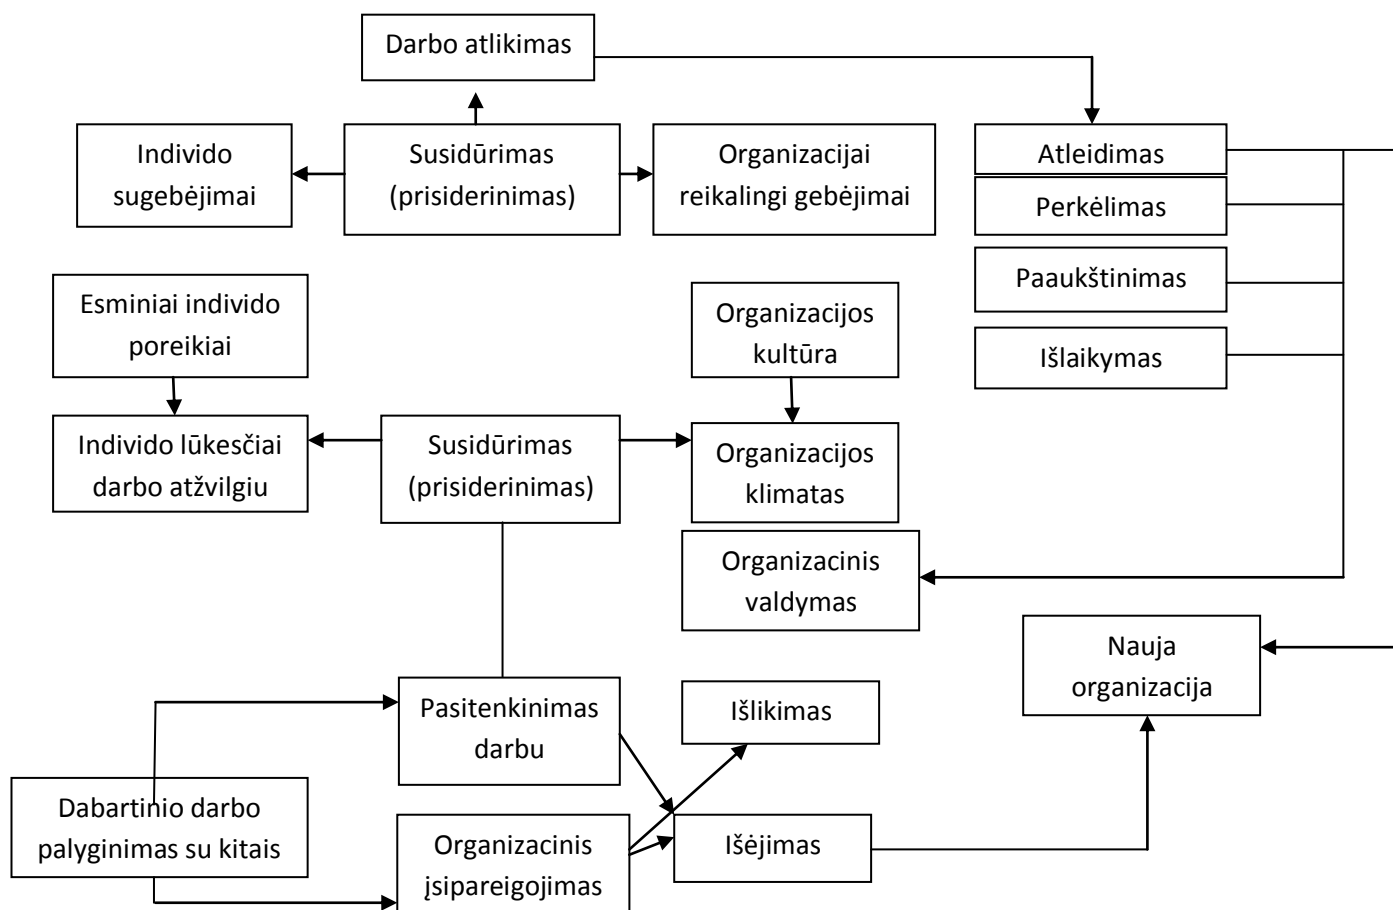 Darbo atlikimas
Individo
sugebėjimai
Susidūrimas
(prisiderinimas)
Organizacijai
reikalingi gebėjimai
Atleidimas
Perkėlimas
Paaukštinimas
Išlaikymas
Esminiai individo
poreikiai
Organizacijos
kultūra
Individo lūkesčiai
darbo atžvilgiu
Susidūrimas
(prisiderinimas)
Organizacijos
klimatas
Organizacinis
valdymas
Nauja
organizacija
Pasitenkinimas
darbu
Išlikimas
Dabartinio darbo
palyginimas su kitais
Organizacinis
įsipareigojimas
Išėjimas